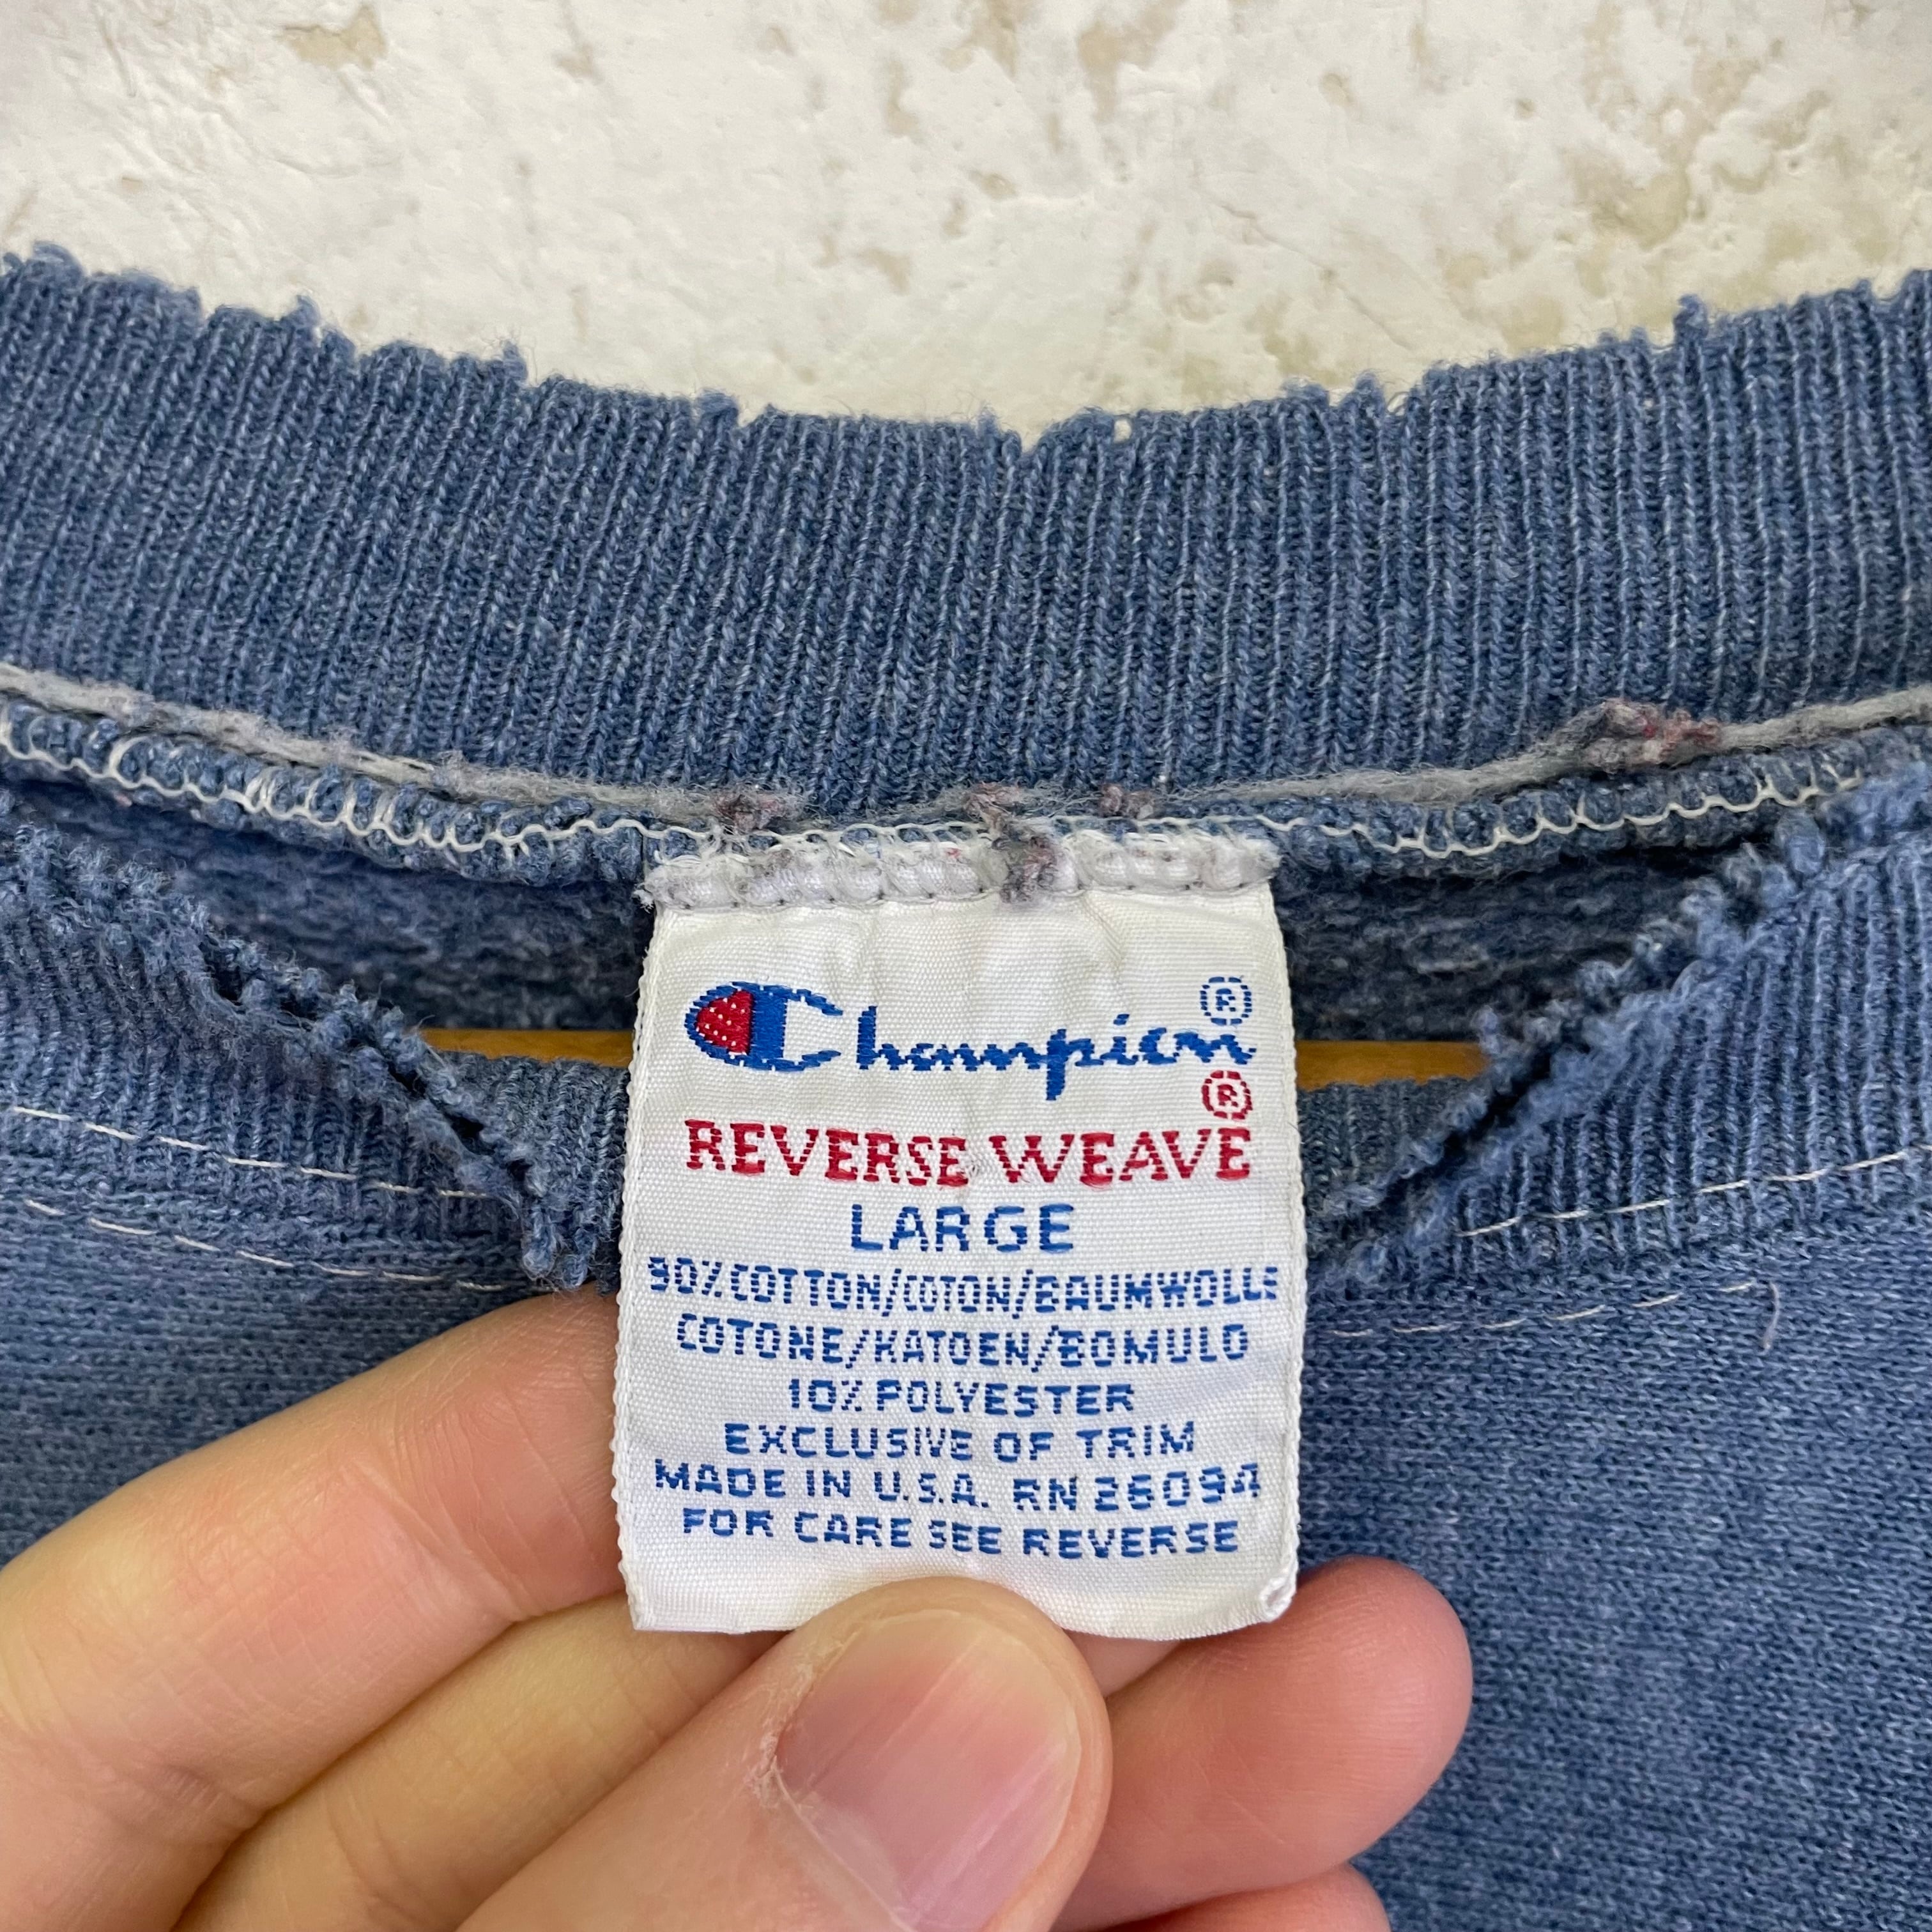 Champion®
®
REVERSE WEAVE
LARGE
90% COTTON/COTON/BAUMWOLLE
COTONE/KATOEN/BOMULD
10% POLYESTER
EXCLUSIVE OF TRIM
MADE IN U.S.A. RN 26094
FOR CARE SEE REVERSE